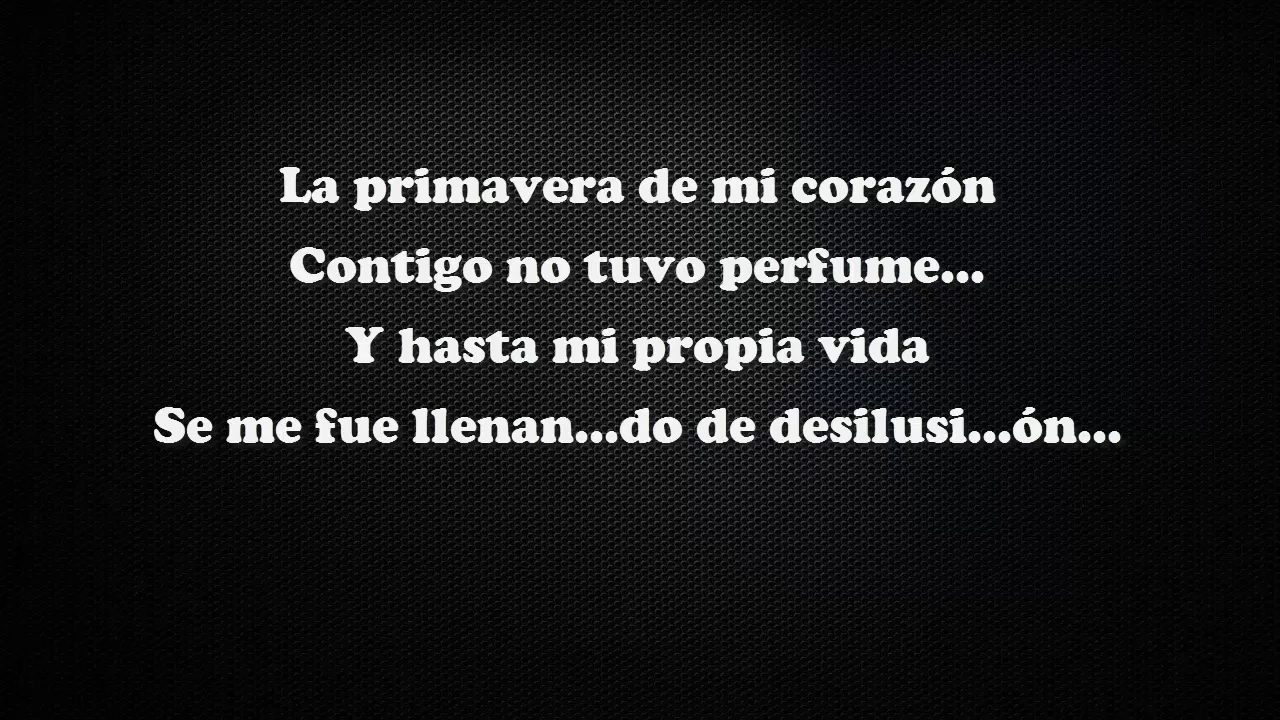 La primavera de mi corazón
Contigo no tuvo perfume...
Y hasta mi propia vida
Se me fue llenan...do de desilusi...ón...